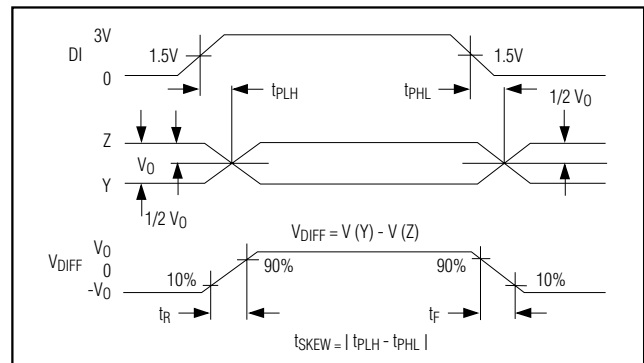 3V
DI
1.5V
1.5V
0
tPLH
tPHL
1/2 VO
Z
VO
Y
1/2 VO
VDIFF = V (Y) - V (Z)
VO
VDIFF 0
-VO
10%
90%
90%
10%
tR
tF
tSKEW = | tPLH - tPHL |